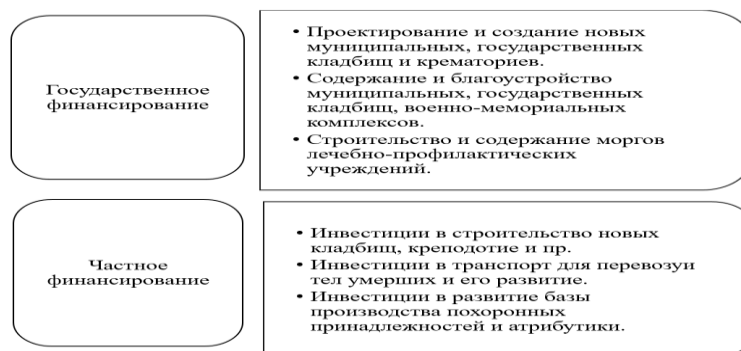 Государственное
финансирование
• Проектирование и создание новых
муниципальных, государственных
кладбищ и крематориев.
• Содержание и благоустройство
муниципальных, государственных
кладбищ, военно-мемориальных
комплексов.
• Строительство и содержание моргов
лечебно-профилактических
учреждений.
Частное
финансирование
• Инвестиции в строительство новых
кладбищ, креподотие и пр.
• Инвестиции в транспорт для перевозуи
тел умерших и его развитие.
• Инвестиции в развитие базы
производства похоронных
принадлежностей и атрибутики.